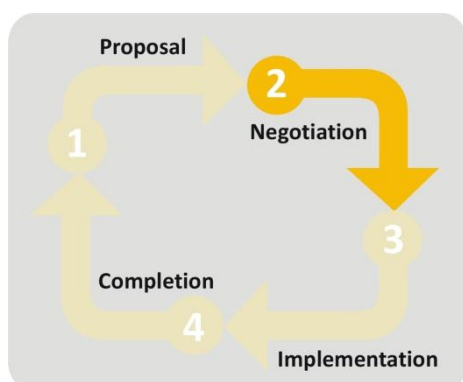 Proposal
1
2
Negotiation
3
Implementation
4
Completion